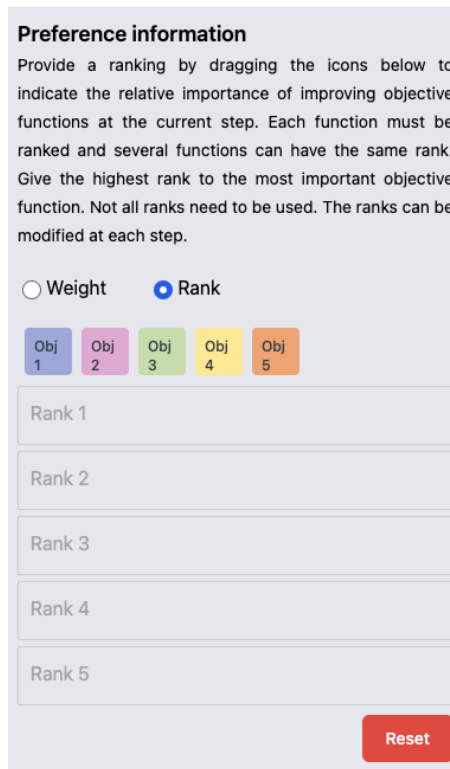 Preference information
Provide a ranking by dragging the icons below to
indicate the relative importance of improving objective
functions at the current step. Each function must be
ranked and several functions can have the same rank.
Give the highest rank to the most important objective
function. Not all ranks need to be used. The ranks can be
modified at each step.
Weight Rank
Obj 1 Obj 2 Obj 3 Obj 4 Obj 5
Rank 1
Rank 2
Rank 3
Rank 4
Rank 5
Reset